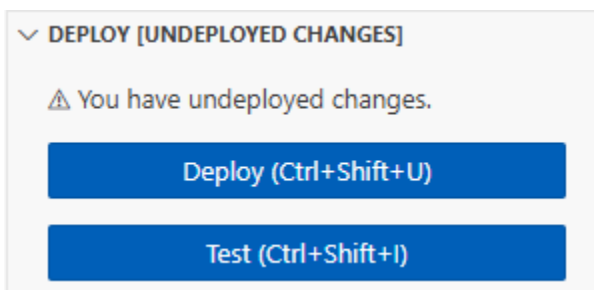 DEPLOY [UNDEPLOYED CHANGES]
You have undeployed changes.
Deploy (Ctrl+Shift+U)
Test (Ctrl+Shift+I)